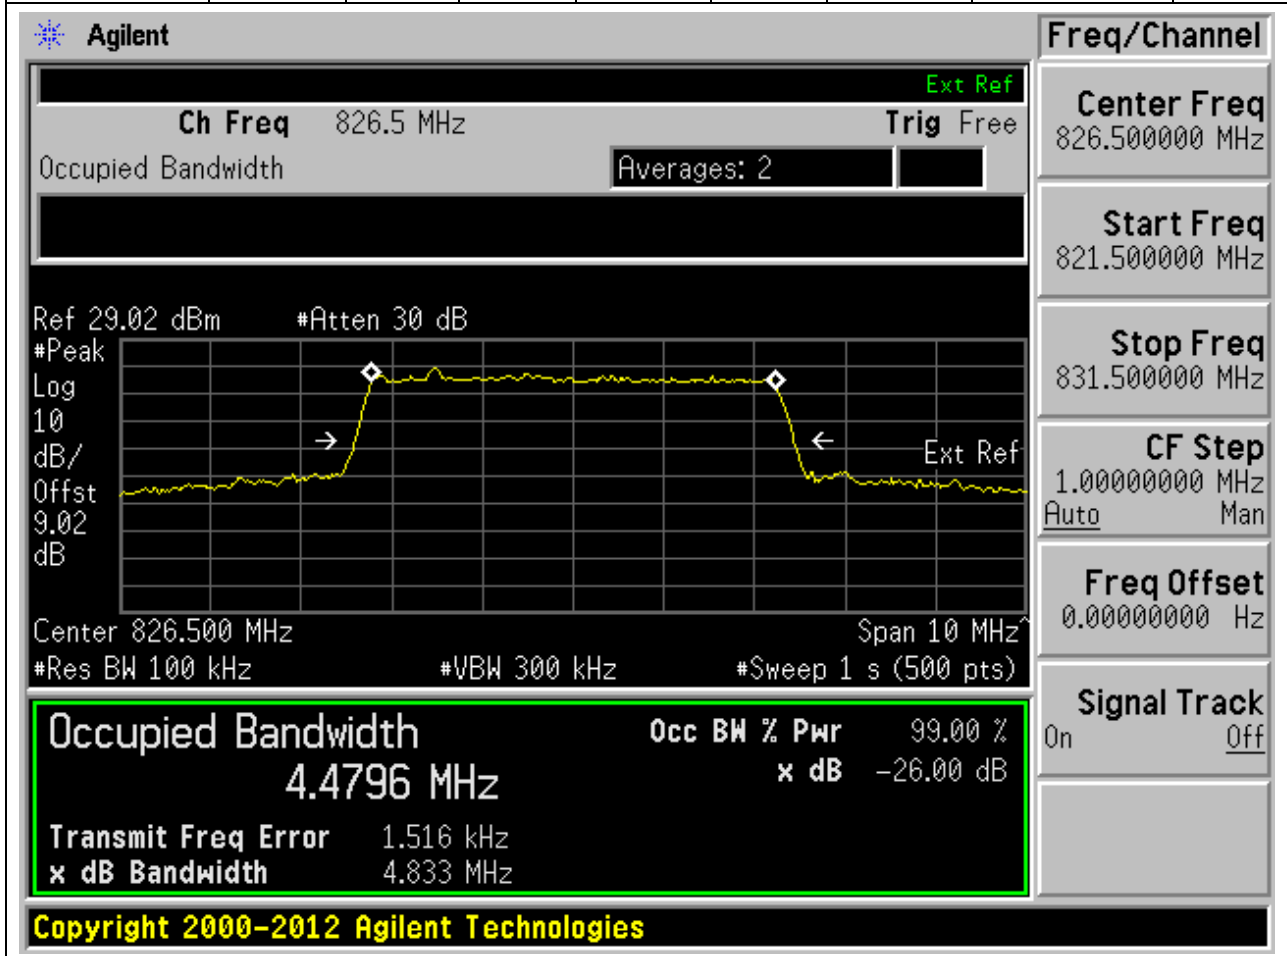 Agilent
Freq/Channel
Ext Ref
Ch Freq 826.5 MHz Trig Free
Occupied Bandwidth Averages: 2
Center Freq
826.500000 MHz
Start Freq
821.500000 MHz
Stop Freq
831.500000 MHz
CF Step
1.00000000 MHz
Auto Man
Freq Offset
0.00000000 Hz
Signal Track
On Off
Ref 29.02 dBm #Atten 30 dB
#Peak
Log
10
dB/
Offst
9.02
dB
Ext Ref
Center 826.500 MHz Span 10 MHz^
#Res BW 100 kHz #VBW 300 kHz #Sweep 1 s (500 pts)
Occupied Bandwidth
4.4796 MHz
Occ BW % Pwr 99.00 %
x dB -26.00 dB
Transmit Freq Error 1.516 kHz
x dB Bandwidth 4.833 MHz
Copyright 2000-2012 Agilent Technologies